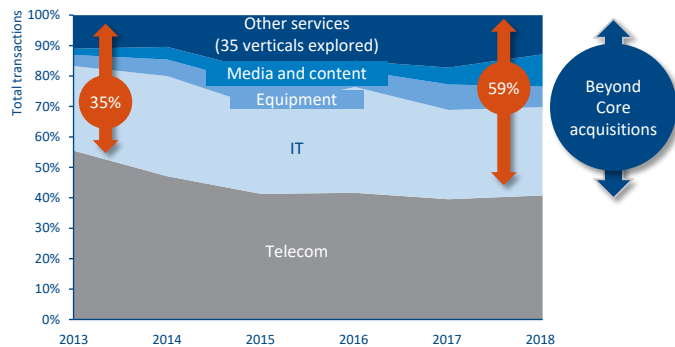 Total transactions
100%
90%
80%
70%
60%
50%
40%
30%
20%
10%
0%
2013
2014
2015
2016
2017
2018
Other services
(35 verticals explored)
Media and content
Equipment
IT
Telecom
35%
59%
Beyond
Core
acquisitions